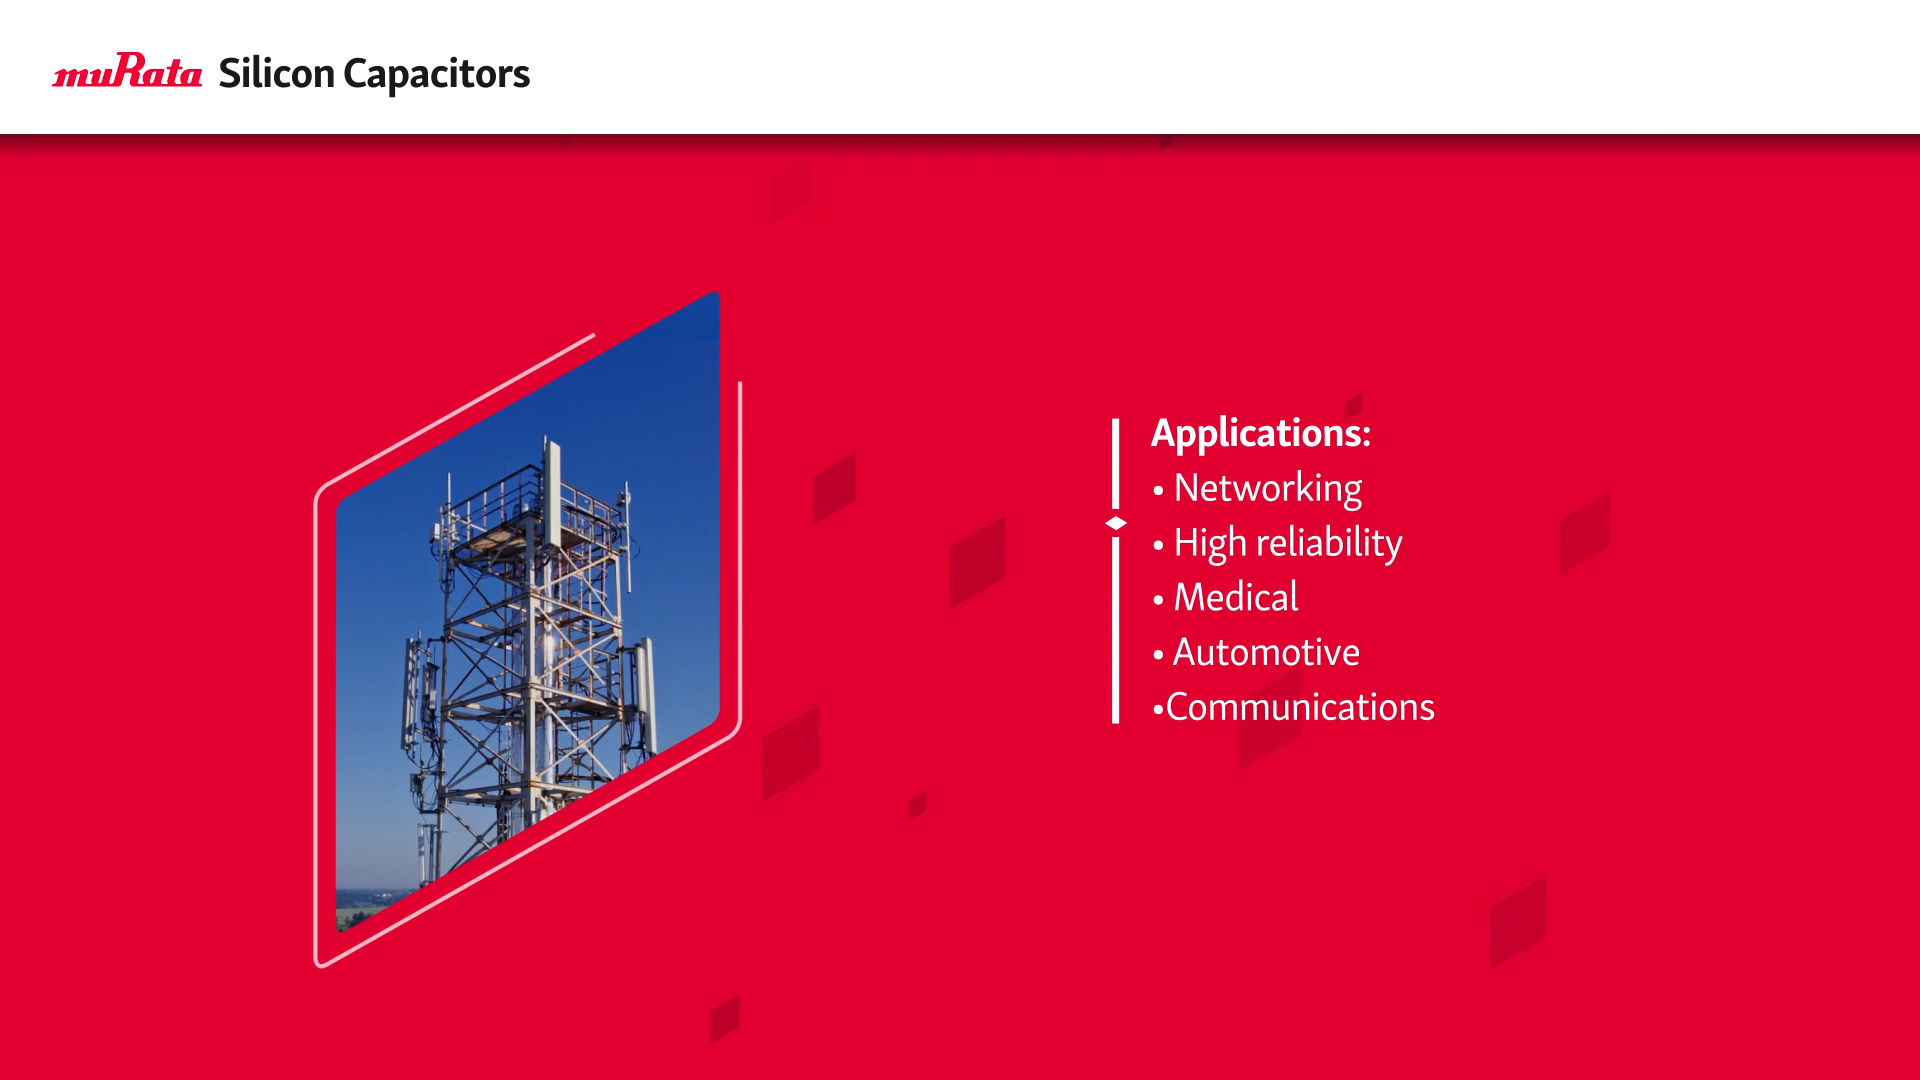 muRata Silicon Capacitors
Applications:
• Networking
• High reliability
• Medical
• Automotive
•Communications